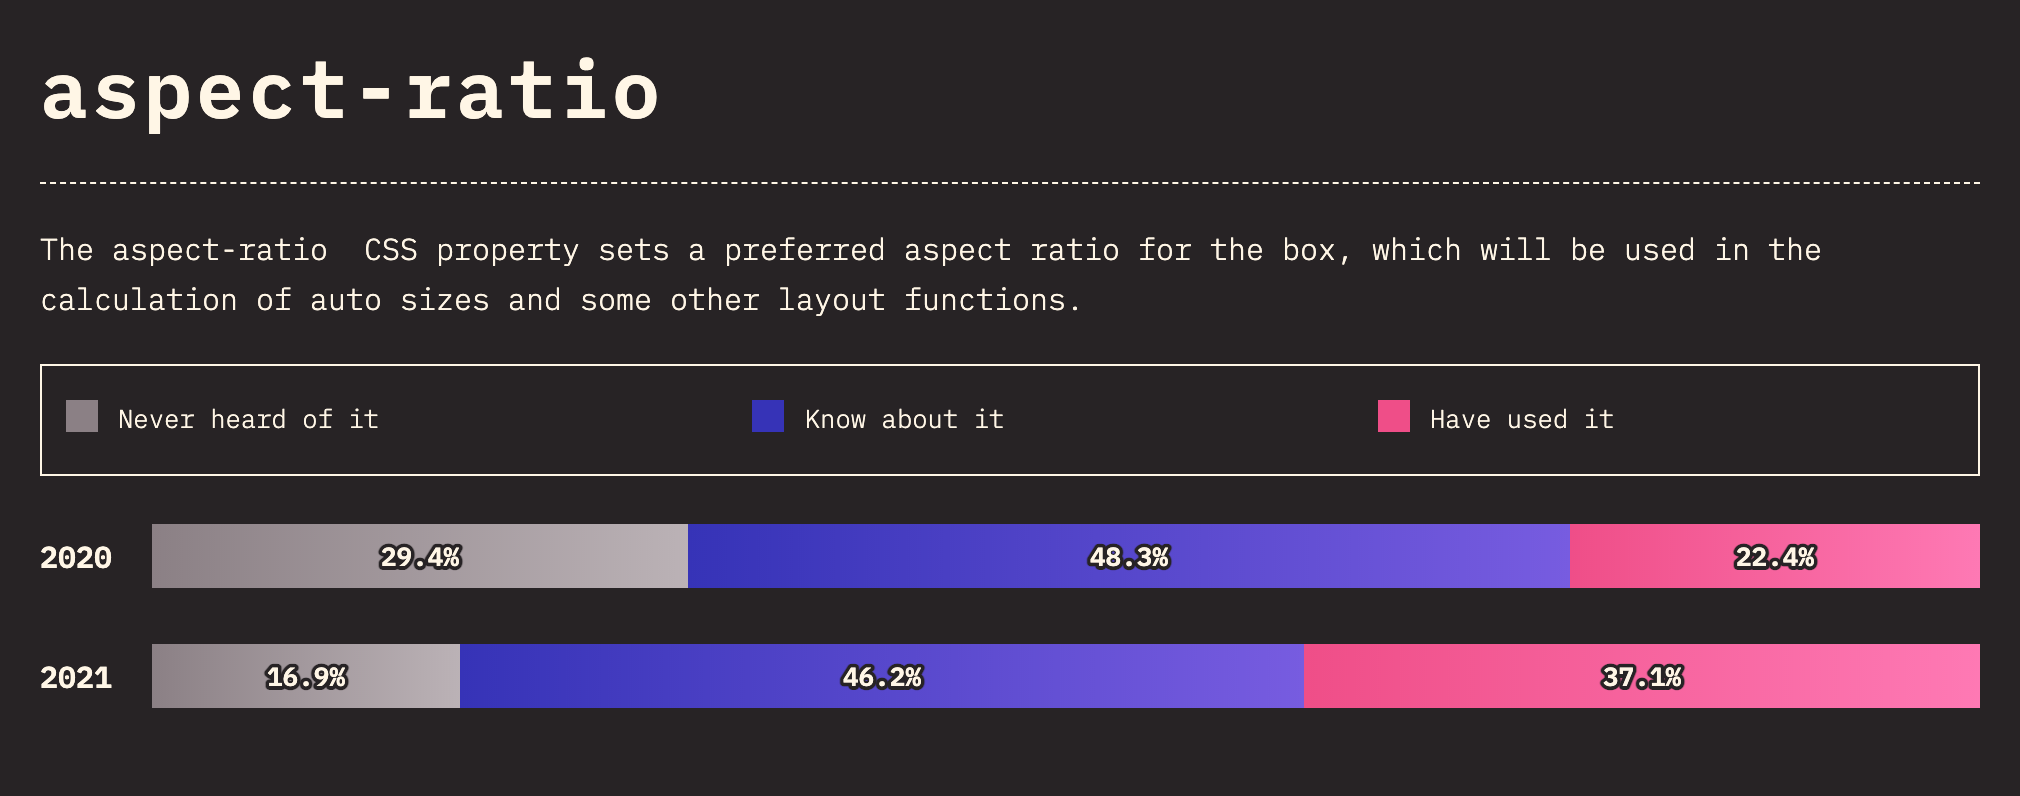 aspect-ratio
The aspect-ratio  CSS property sets a preferred aspect ratio for the box, which will be used in the
calculation of auto sizes and some other layout functions.
Never heard of it Know about it Have used it
2020 29.4% 48.3% 22.4%
2021 16.9% 46.2% 37.1%